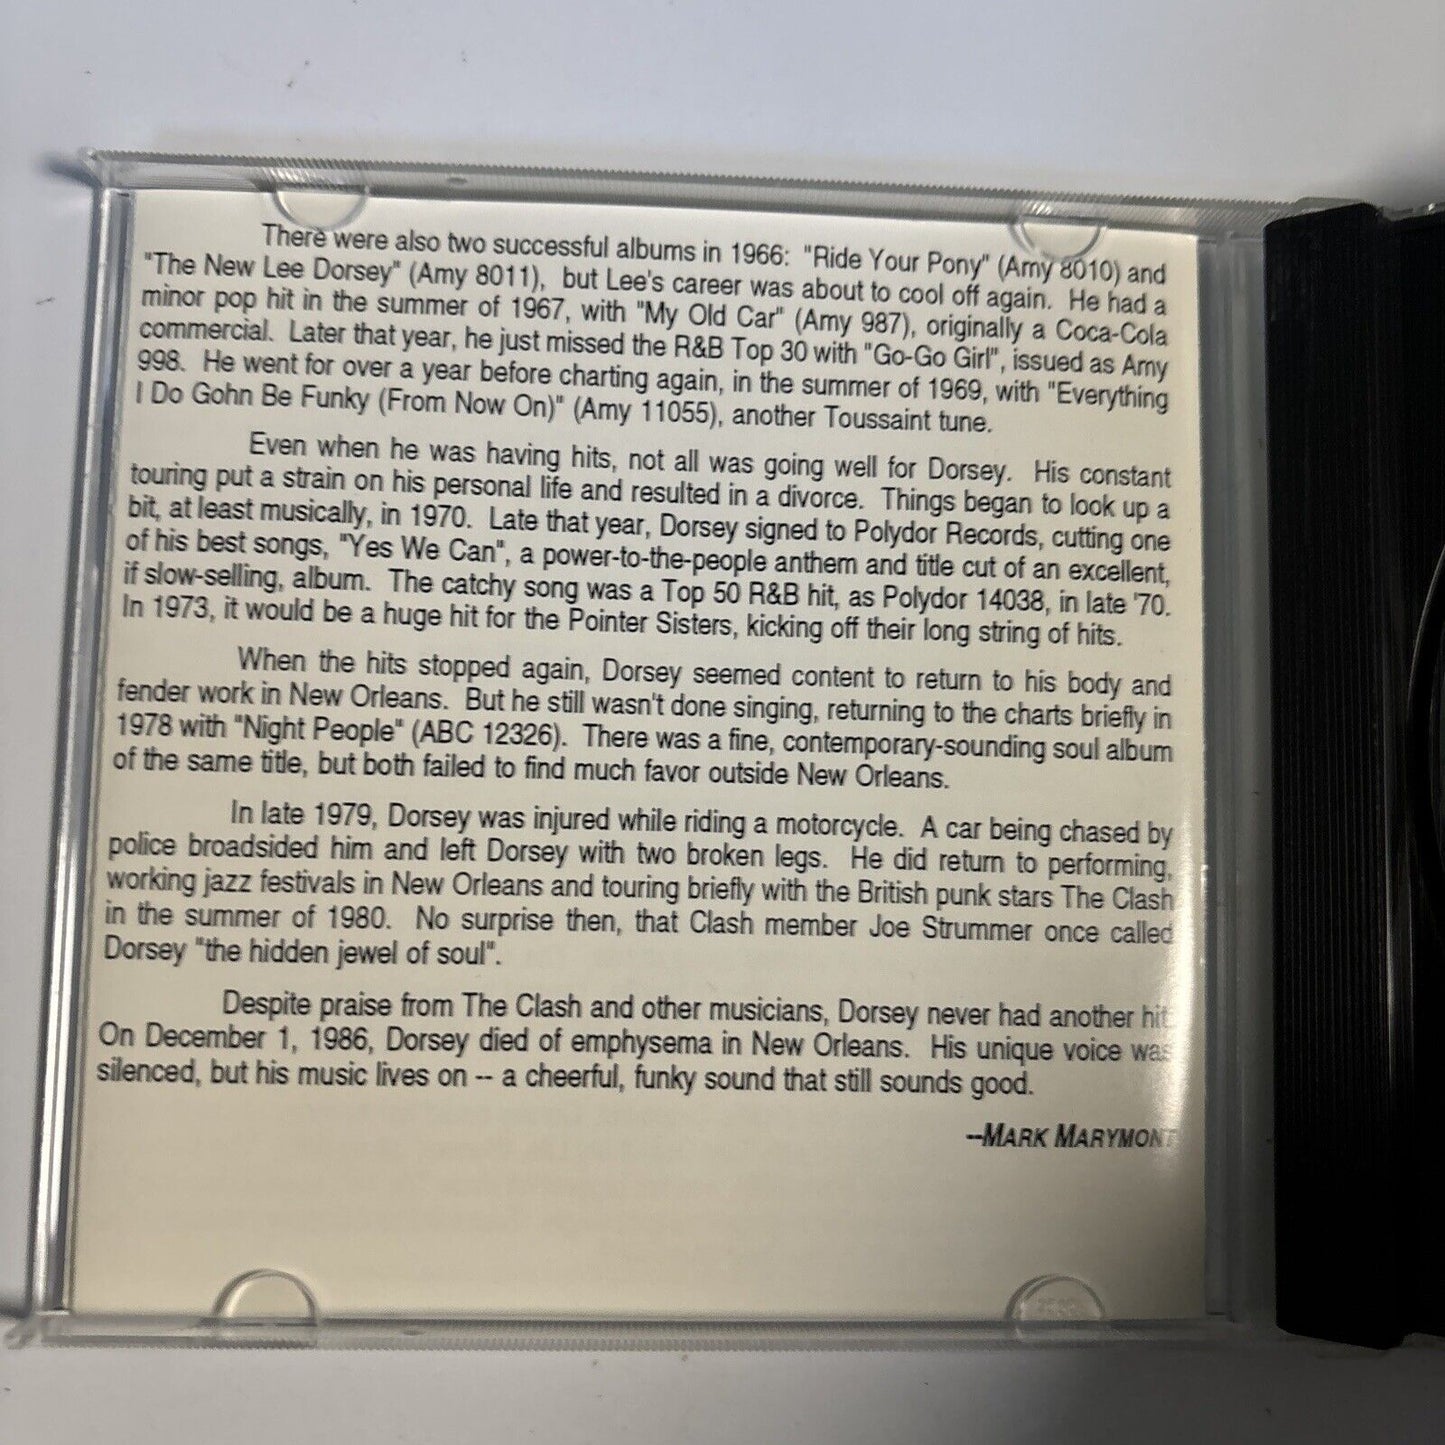 There were also two successful albums in 1966: "Ride Your Pony" (Amy 8010) and
"The New Lee Dorsey" (Amy 8011), but Lee's career was about to cool off again. He had a
minor pop hit in the summer of 1967, with "My Old Car" (Amy 987), originally a Coca-Cola
commercial. Later that year, he just missed the R&B Top 30 with "Go-Go Girl", issued as Amy
998. He went for over a year before charting again, in the summer of 1969, with "Everything
I Do Gohn Be Funky (From Now On)" (Amy 11055), another Toussaint tune.
Even when he was having hits, not all was going well for Dorsey. His constant
touring put a strain on his personal life and resulted in a divorce. Things began to look up a
bit, at least musically, in 1970. Late that year, Dorsey signed to Polydor Records, cutting one
of his best songs, "Yes We Can", a power-to-the-people anthem and title cut of an excellent,
if slow-selling, album. The catchy song was a Top 50 R&B hit, as Polydor 14038, in late '70.
In 1973, it would be a huge hit for the Pointer Sisters, kicking off their long string of hits.
When the hits stopped again, Dorsey seemed content to return to his body and
fender work in New Orleans. But he still wasn't done singing, returning to the charts briefly in
1978 with "Night People" (ABC 12326). There was a fine, contemporary-sounding soul album
of the same title, but both failed to find much favor outside New Orleans.
In late 1979, Dorsey was injured while riding a motorcycle. A car being chased by
police broadsided him and left Dorsey with two broken legs. He did return to performing,
working jazz festivals in New Orleans and touring briefly with the British punk stars The Clash
in the summer of 1980. No surprise then, that Clash member Joe Strummer once called
Dorsey "the hidden jewel of soul".
Despite praise from The Clash and other musicians, Dorsey never had another hit.
On December 1, 1986, Dorsey died of emphysema in New Orleans. His unique voice was
silenced, but his music lives on -- a cheerful, funky sound that still sounds good.
--MARK MARYMONT